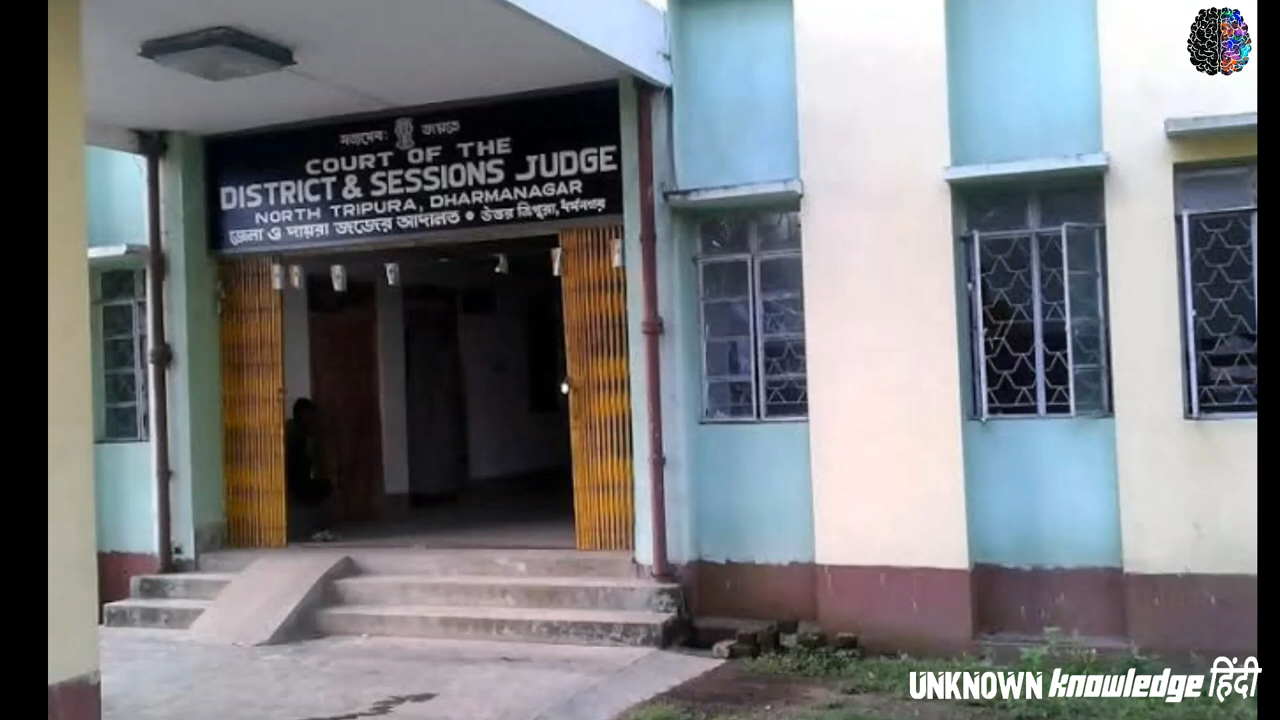 সত্যমেব জয়তে
COURT OF THE
DISTRICT & SESSIONS JUDGE
NORTH TRIPURA, DHARMANAGAR
জেলা ও দায়রা জজের আদালত • উত্তর ত্রিপুরা, ধর্মনগর
UNKNOWN knowledge हिंदी